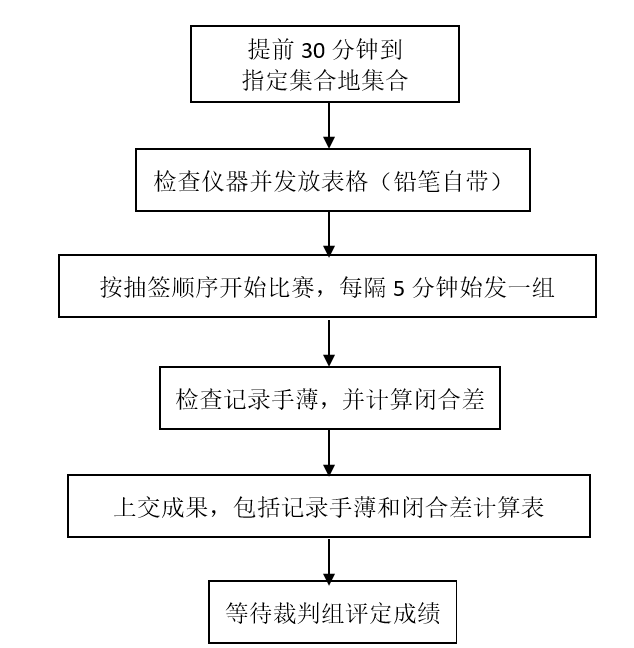 提前 30 分钟到
指定集合地集合
检查仪器并发放表格（铅笔自带）
按抽签顺序开始比赛，每隔 5 分钟始发一组
检查记录手薄，并计算闭合差
上交成果，包括记录手薄和闭合差计算表
等待裁判组评定成绩